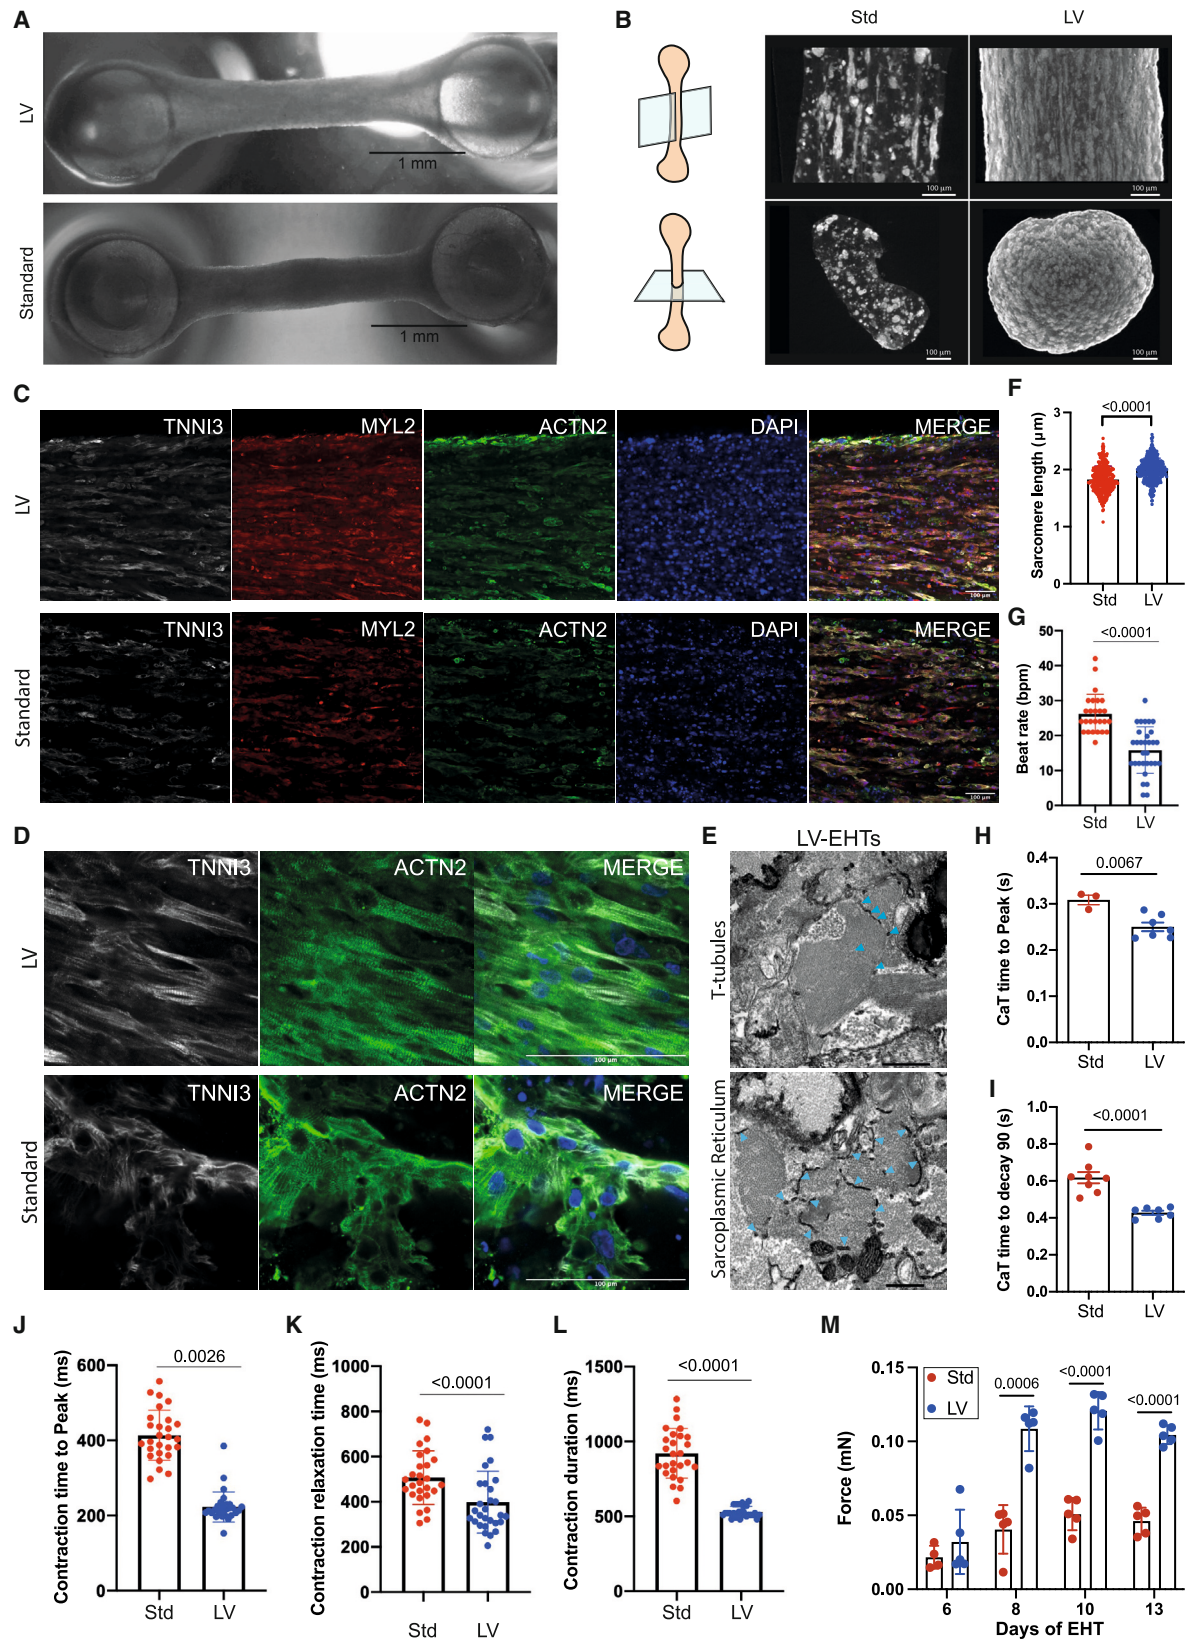 A
LV
1 mm
Standard
1 mm
B
Std
LV
100 µm
100 µm
100 µm
100 µm
C
LV
TNNI3
MYL2
ACTN2
DAPI
MERGE
100 µm
Standard
TNNI3
MYL2
ACTN2
DAPI
MERGE
100 µm
F
Sarcomere length (µm)
<0.0001
3
2
1
0
Std
LV
G
Beat rate (bpm)
<0.0001
50
40
30
20
10
0
Std
LV
D
LV
TNNI3
ACTN2
MERGE
100 µm
Standard
TNNI3
ACTN2
MERGE
100 µm
E
LV-EHTs
T-tubules
Sarcoplasmic Reticulum
H
CaT time to Peak (s)
0.0067
0.4
0.3
0.2
0.1
0.0
Std
LV
I
CaT time to decay 90 (s)
<0.0001
1.0
0.8
0.6
0.4
0.2
0.0
Std
LV
J
Contraction time to Peak (ms)
0.0026
600
400
200
0
Std
LV
K
Contraction relaxation time (ms)
<0.0001
1000
800
600
400
200
0
Std
LV
L
Contraction duration (ms)
<0.0001
1500
1000
500
0
Std
LV
M
Force (mN)
Std
LV
0.0006
<0.0001
<0.0001
0.15
0.10
0.05
0.00
6
8
10
13
Days of EHT